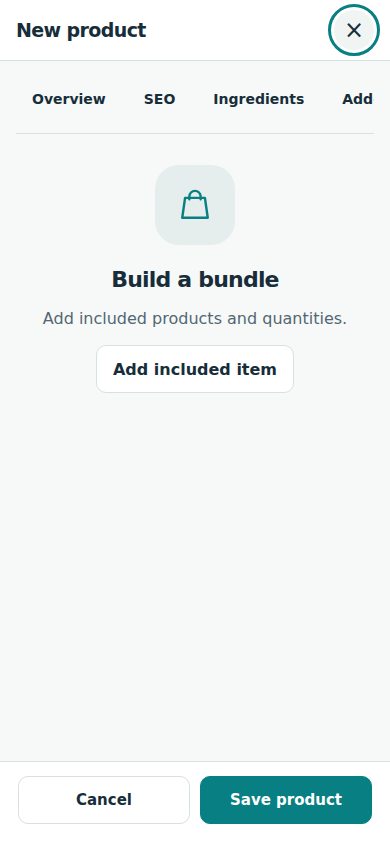 New product
Overview SEO Ingredients Add
Build a bundle
Add included products and quantities.
Add included item
Cancel Save product